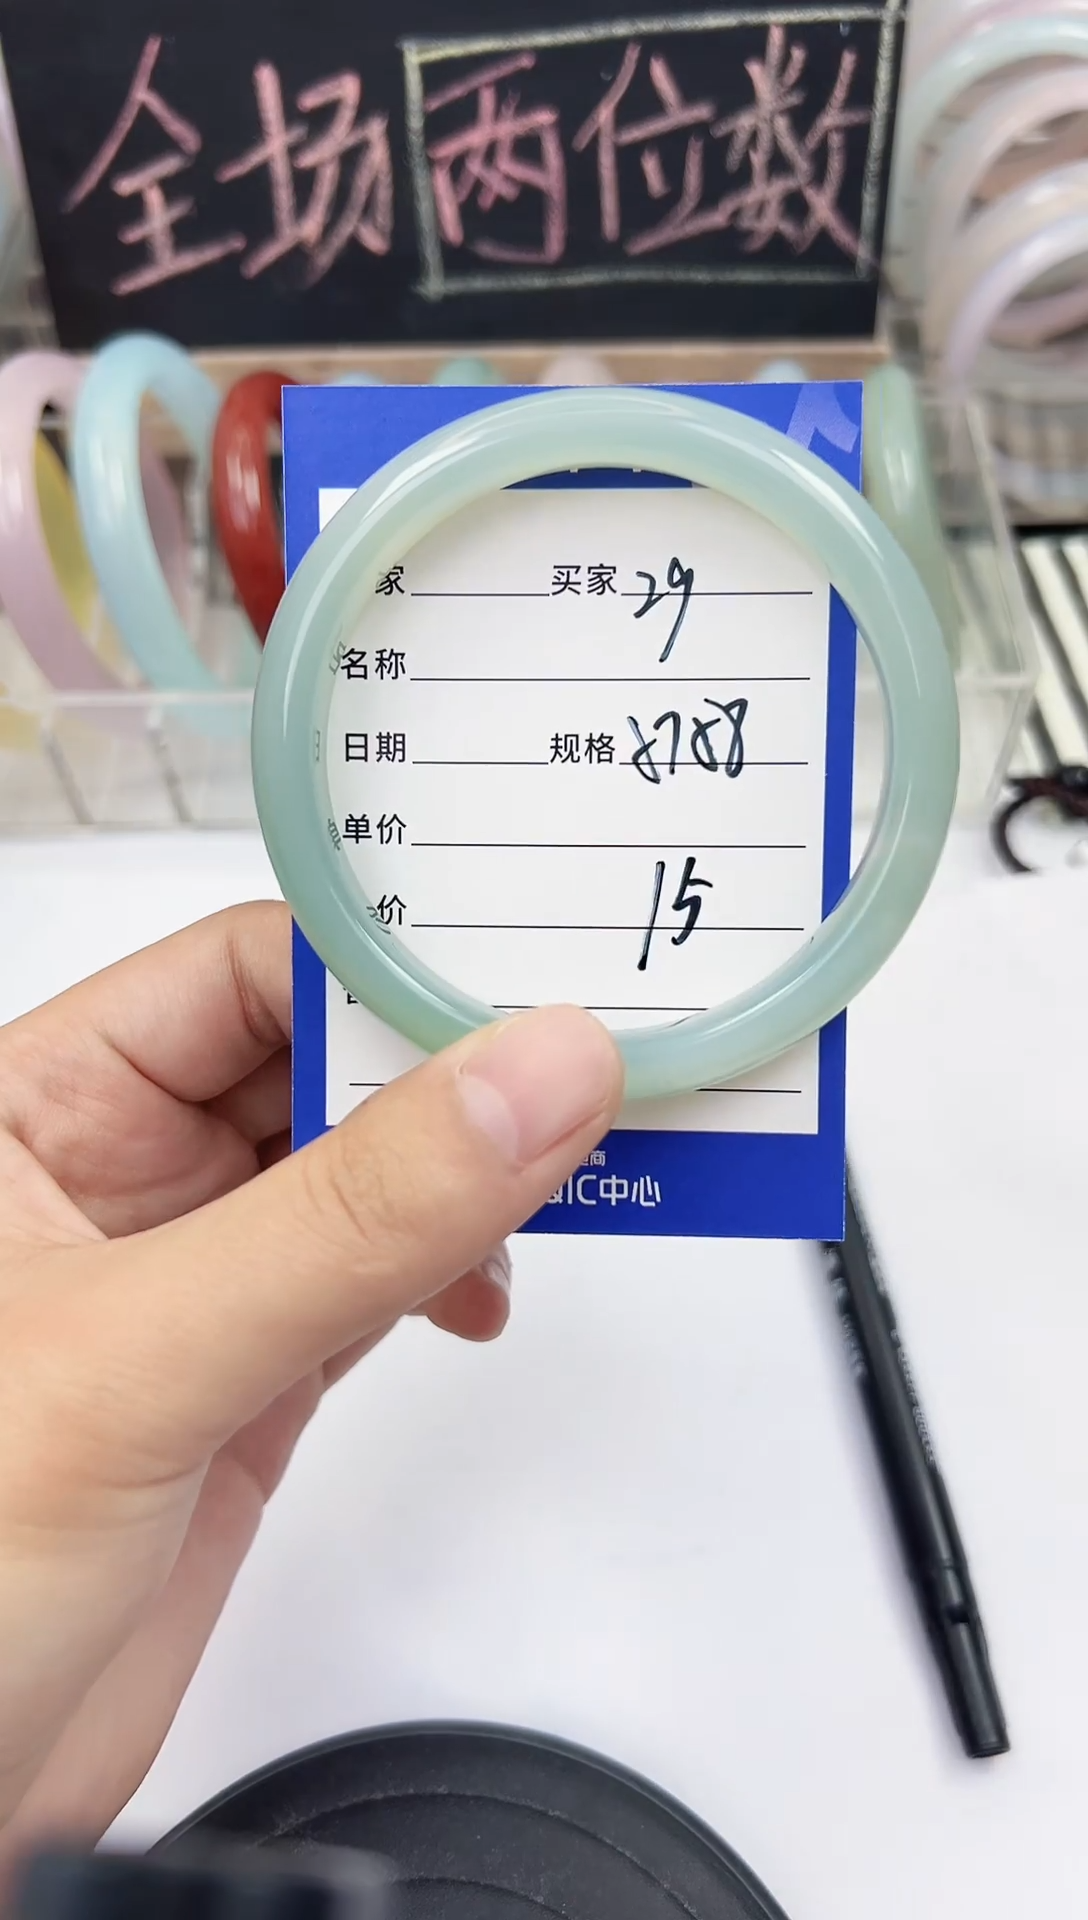 全场两位数
家 买家 29
名称
日期 规格 8788
单价
价 15
IC中心